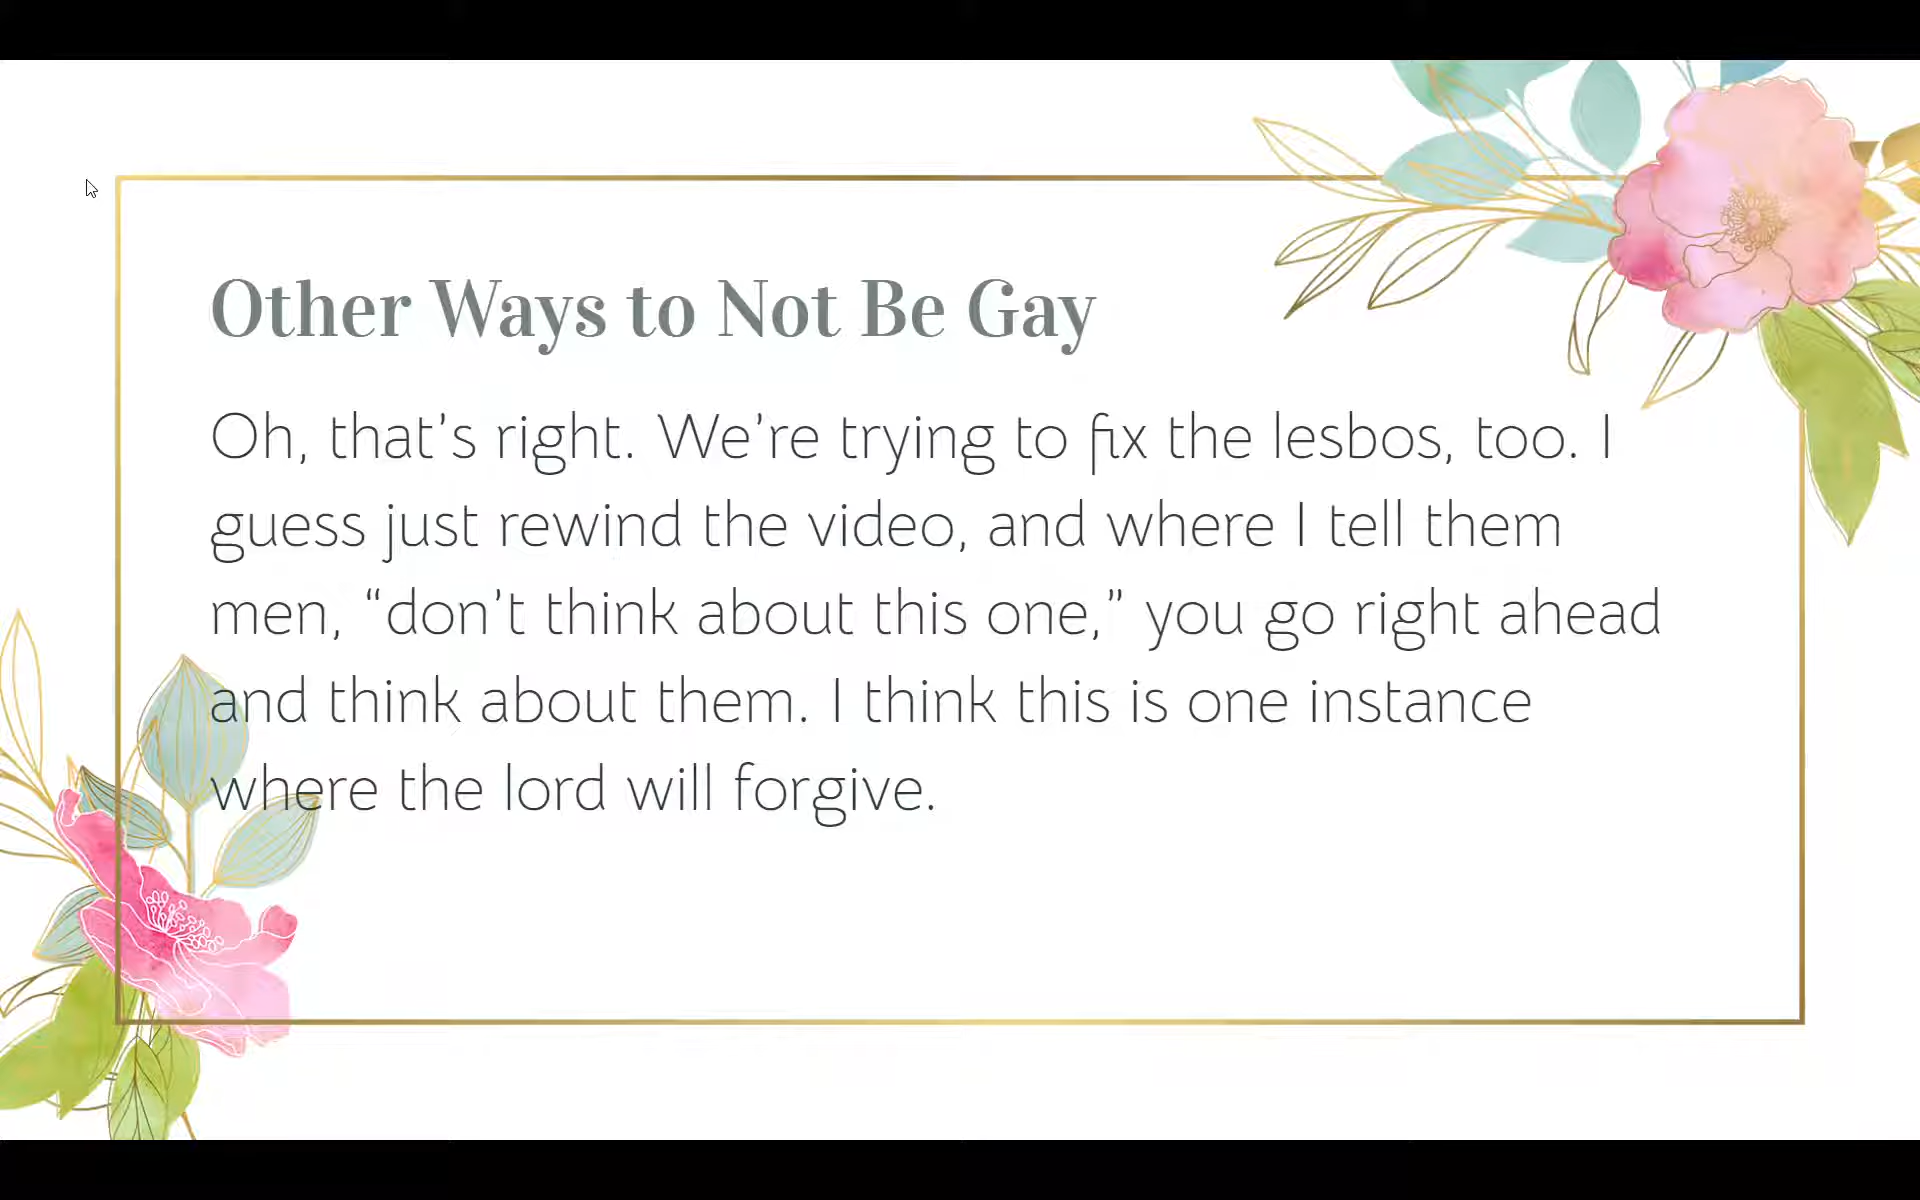 Other Ways to Not Be Gay
Oh, that’s right. We’re trying to fix the lesbos, too. I
guess just rewind the video, and where I tell them
men, “don’t think about this one,” you go right ahead
and think about them. I think this is one instance
where the lord will forgive.